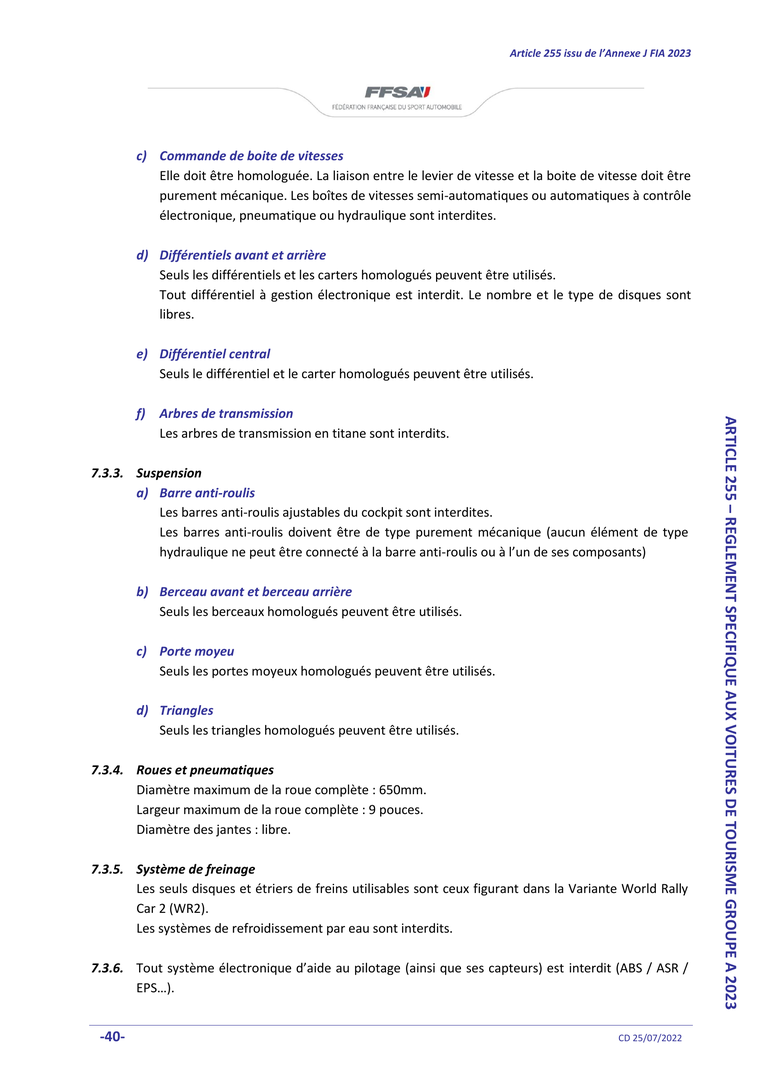 Article 255 issu de l'Annexe J FIA 2023
FFSA
FÉDÉRATION FRANÇAISE DU SPORT AUTOMOBILE
c) Commande de boite de vitesses
Elle doit être homologuée. La liaison entre le levier de vitesse et la boite de vitesse doit être
purement mécanique. Les boîtes de vitesses semi-automatiques ou automatiques à contrôle
électronique, pneumatique ou hydraulique sont interdites.
d) Différentiels avant et arrière
Seuls les différentiels et les carters homologués peuvent être utilisés.
Tout différentiel à gestion électronique est interdit. Le nombre et le type de disques sont
libres.
e) Différentiel central
Seuls le différentiel et le carter homologués peuvent être utilisés.
f) Arbres de transmission
Les arbres de transmission en titane sont interdits.
7.3.3. Suspension
a) Barre anti-roulis
Les barres anti-roulis ajustables du cockpit sont interdites.
Les barres anti-roulis doivent être de type purement mécanique (aucun élément de type
hydraulique ne peut être connecté à la barre anti-roulis ou à l'un de ses composants)
b) Berceau avant et berceau arrière
Seuls les berceaux homologués peuvent être utilisés.
c) Porte moyeu
Seuls les portes moyeux homologués peuvent être utilisés.
d) Triangles
Seuls les triangles homologués peuvent être utilisés.
7.3.4. Roues et pneumatiques
Diamètre maximum de la roue complète : 650mm.
Largeur maximum de la roue complète : 9 pouces.
Diamètre des jantes : libre.
7.3.5. Système de freinage
Les seuls disques et étriers de freins utilisables sont ceux figurant dans la Variante World Rally
Car 2 (WR2).
Les systèmes de refroidissement par eau sont interdits.
7.3.6. Tout système électronique d'aide au pilotage (ainsi que ses capteurs) est interdit (ABS / ASR /
EPS…).
ARTICLE 255 – REGLEMENT SPECIFIQUE AUX VOITURES DE TOURISME GROUPE A 2023
-40-
CD 25/07/2022